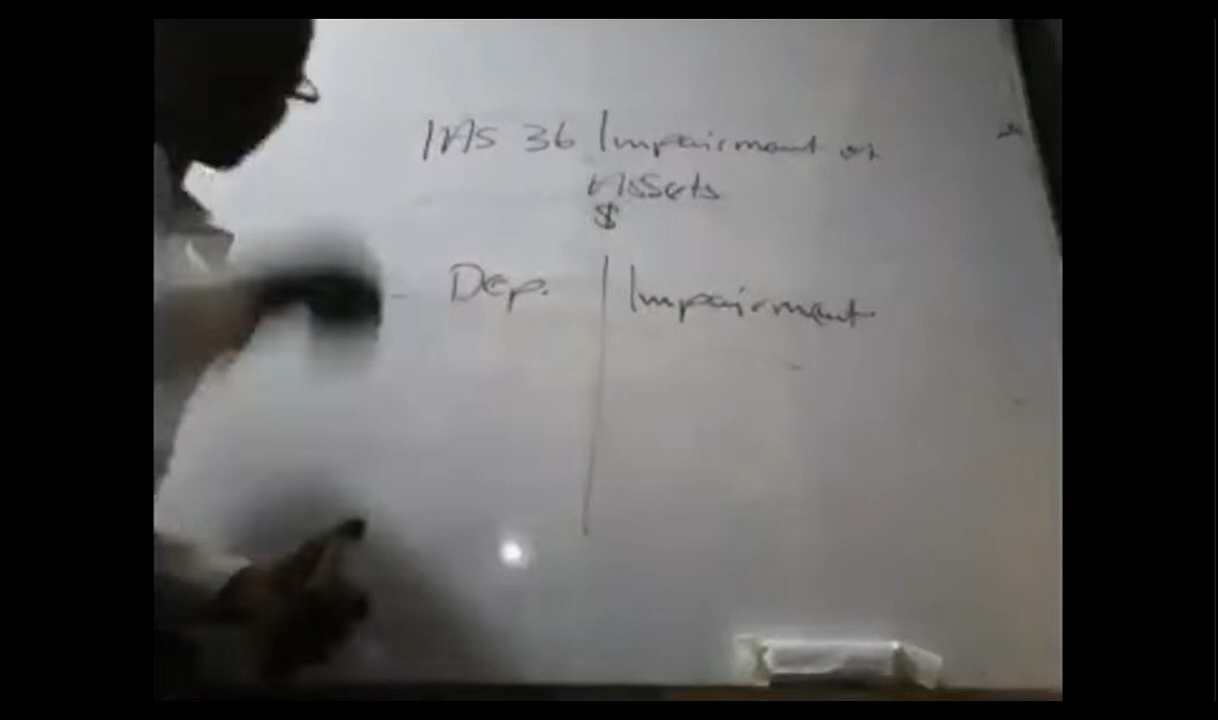 IAS 36 Impairment of
Assets
$
Dep. Impairment